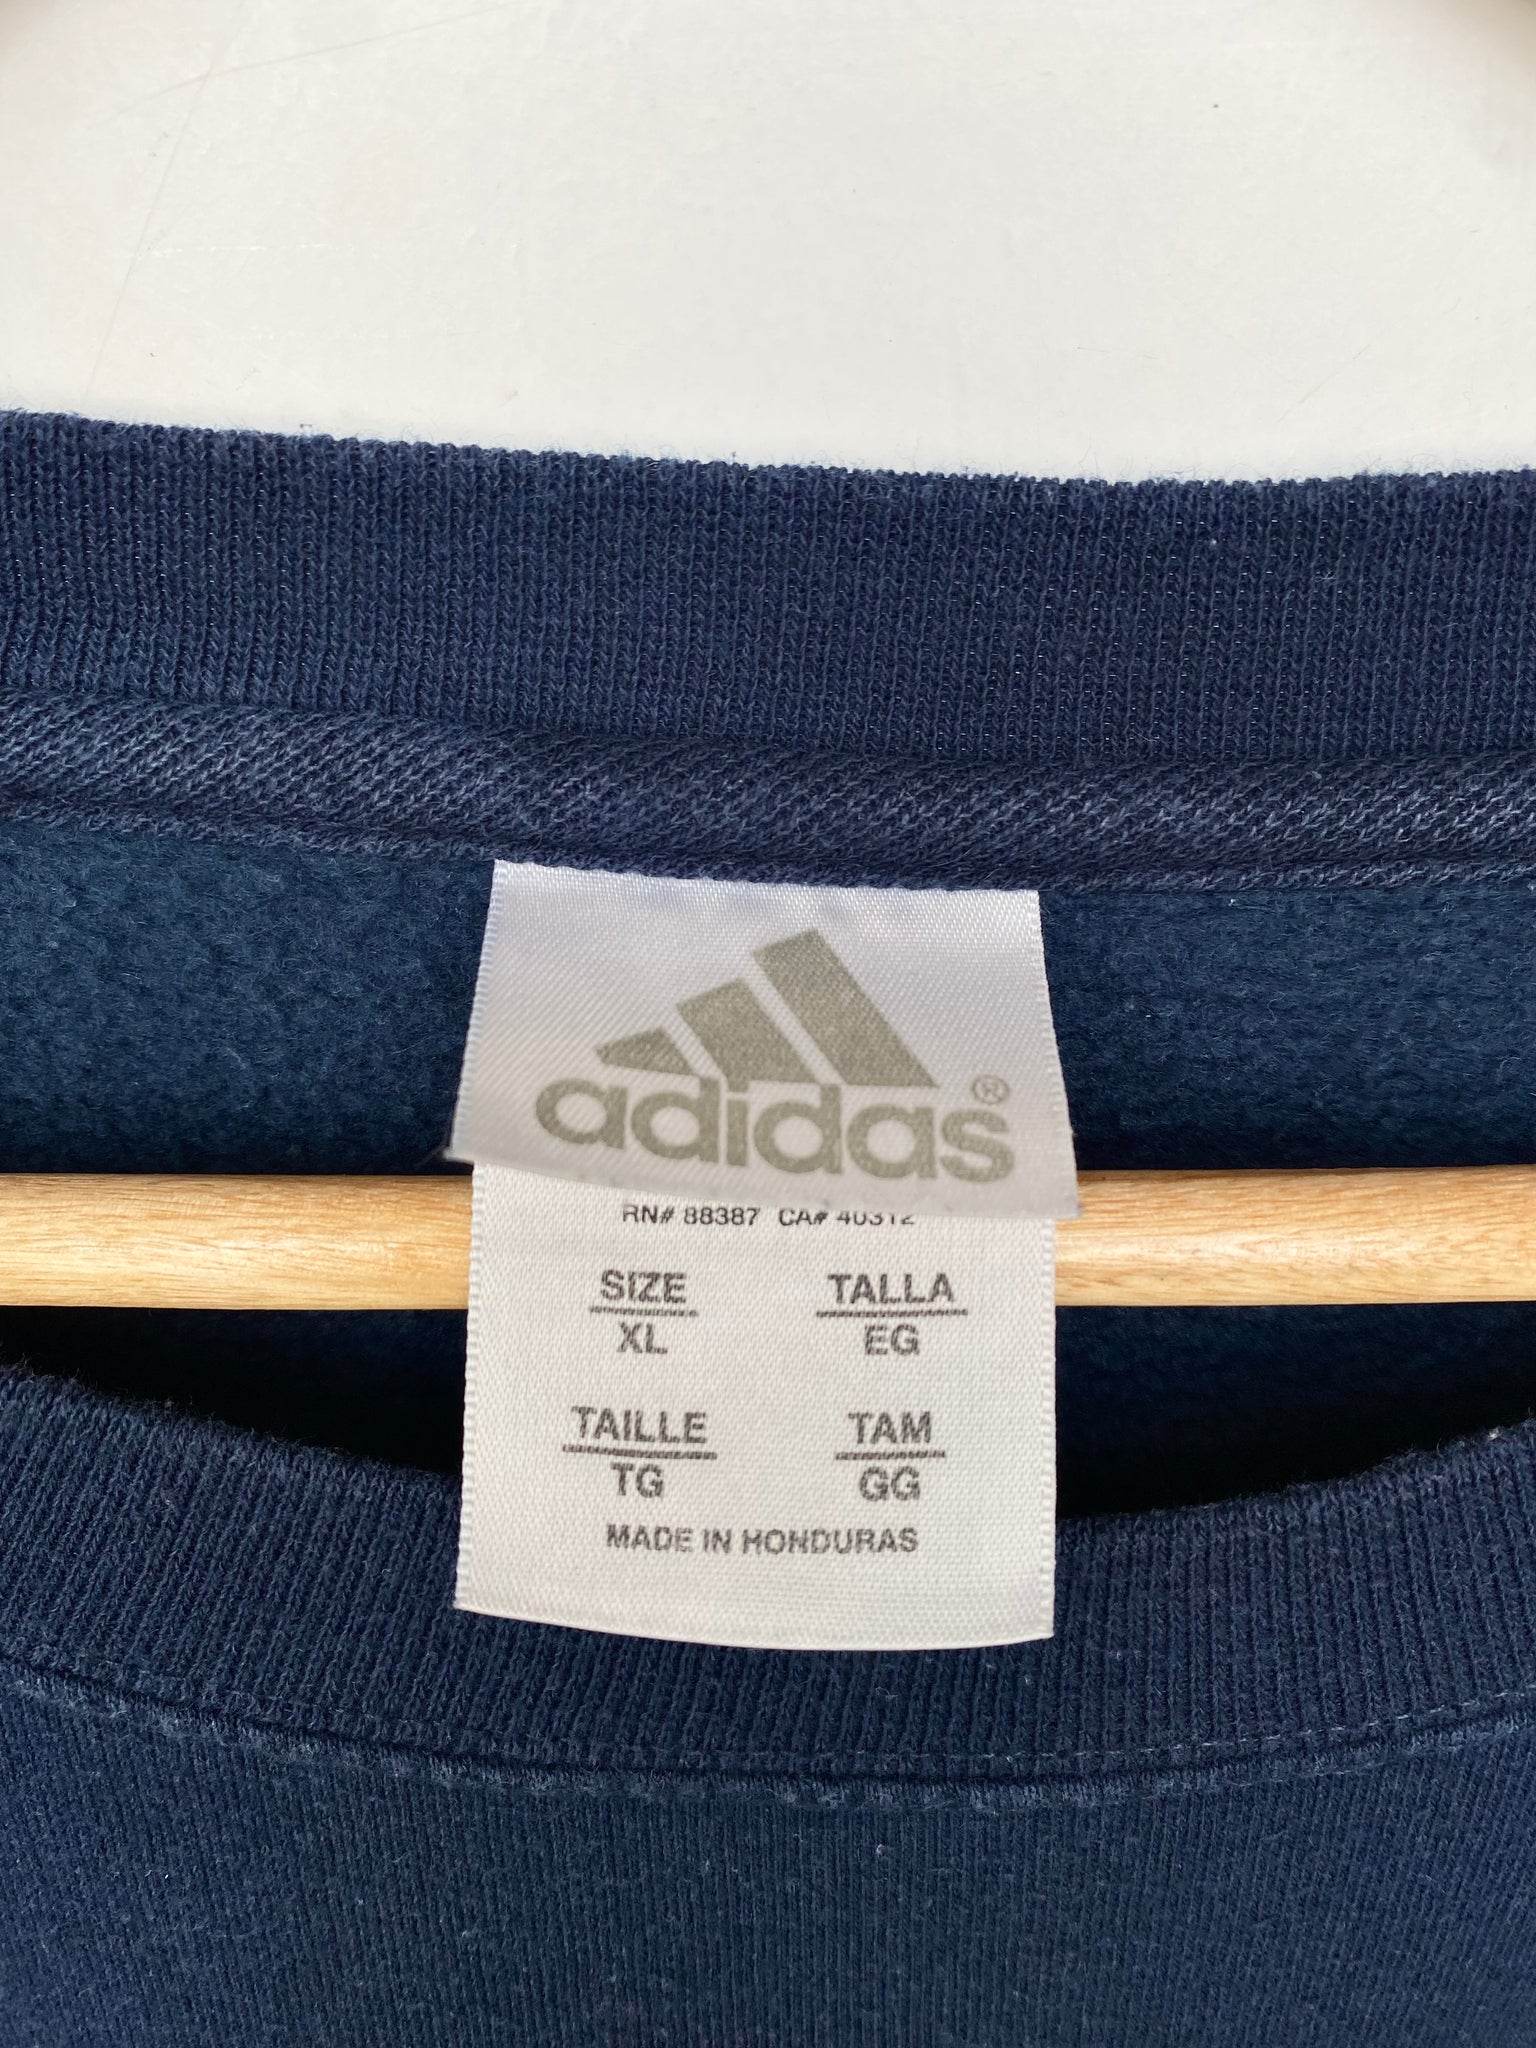 adidas®
RN# 88387 CA# 40312
SIZE TALLA
XL EG
TAILLE TAM
TG GG
MADE IN HONDURAS